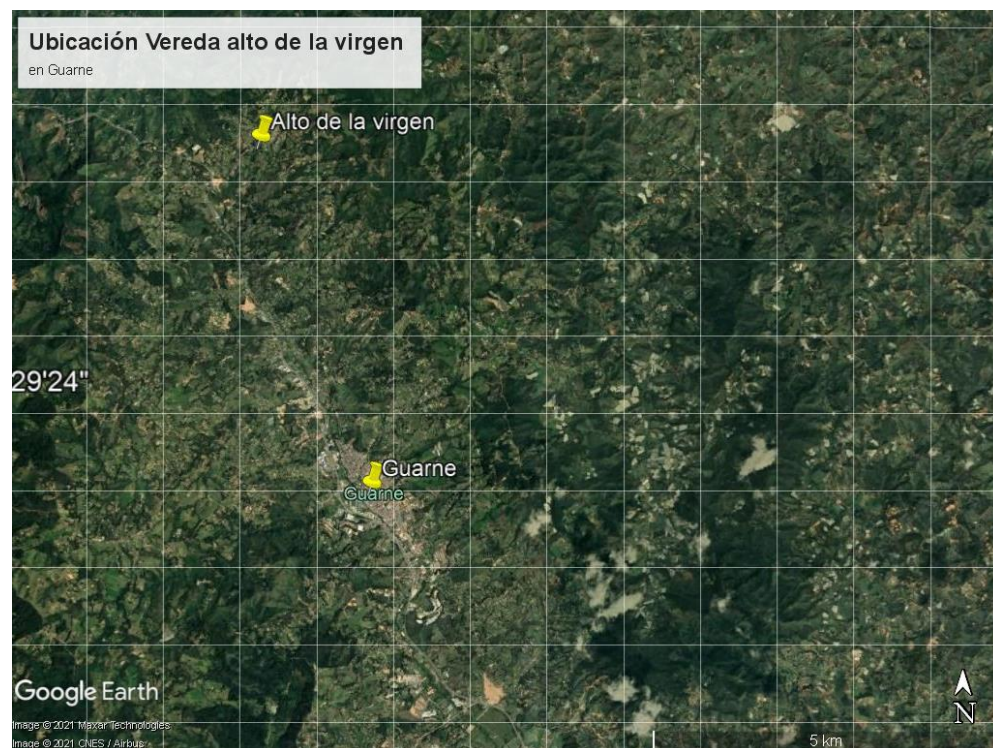 Ubicación Vereda alto de la virgen
en Guarne
Alto de la virgen
29'24"
Guarne
Guarne
Google Earth
Image © 2021 Maxar Technologies
Image © 2021 CNES / Airbus
5 km
N